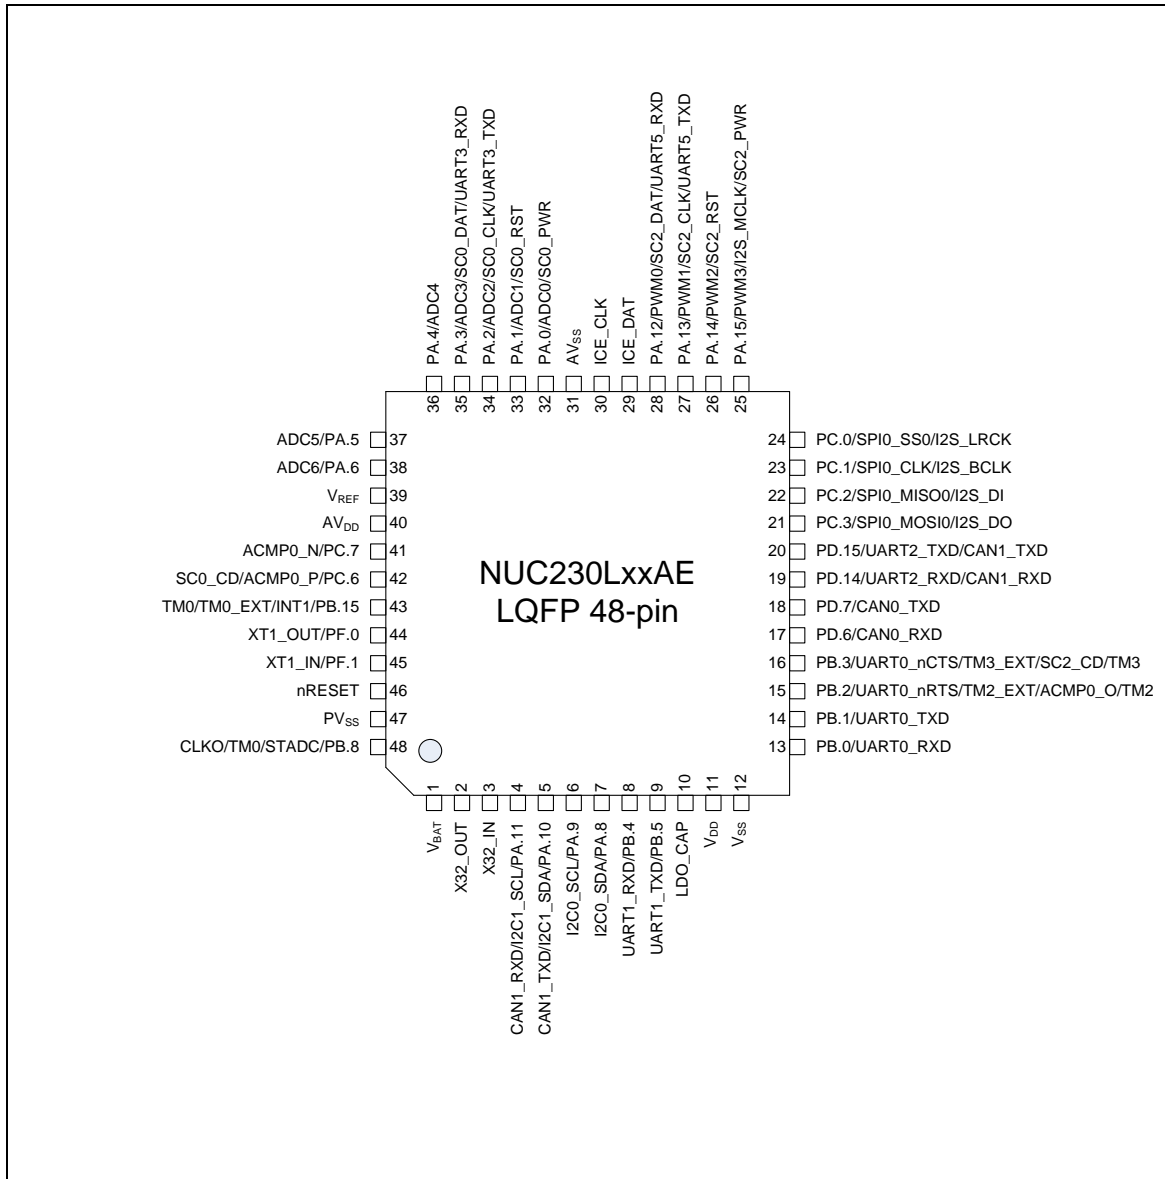 PA.4/ADC4
PA.3/ADC3/SC0_DAT/UART3_RXD
PA.2/ADC2/SC0_CLK/UART3_TXD
PA.1/ADC1/SC0_RST
PA.0/ADC0/SC0_PWR
AVSS
ICE_CLK
ICE_DAT
PA.12/PWM0/SC2_DAT/UART5_RXD
PA.13/PWM1/SC2_CLK/UART5_TXD
PA.14/PWM2/SC2_RST
PA.15/PWM3/I2S_MCLK/SC2_PWR
36
35
34
33
32
31
30
29
28
27
26
25
ADC5/PA.5 37
ADC6/PA.6 38
VREF 39
AVDD 40
ACMP0_N/PC.7 41
SC0_CD/ACMP0_P/PC.6 42
TM0/TM0_EXT/INT1/PB.15 43
XT1_OUT/PF.0 44
XT1_IN/PF.1 45
nRESET 46
PVSS 47
CLKO/TM0/STADC/PB.8 48
NUC230LxxAE
LQFP 48-pin
24 PC.0/SPI0_SS0/I2S_LRCK
23 PC.1/SPI0_CLK/I2S_BCLK
22 PC.2/SPI0_MISO0/I2S_DI
21 PC.3/SPI0_MOSI0/I2S_DO
20 PD.15/UART2_TXD/CAN1_TXD
19 PD.14/UART2_RXD/CAN1_RXD
18 PD.7/CAN0_TXD
17 PD.6/CAN0_RXD
16 PB.3/UART0_nCTS/TM3_EXT/SC2_CD/TM3
15 PB.2/UART0_nRTS/TM2_EXT/ACMP0_O/TM2
14 PB.1/UART0_TXD
13 PB.0/UART0_RXD
1
2
3
4
5
6
7
8
9
10
11
12
VBAT
X32_OUT
X32_IN
CAN1_RXD/I2C1_SCL/PA.11
CAN1_TXD/I2C1_SDA/PA.10
I2C0_SCL/PA.9
I2C0_SDA/PA.8
UART1_RXD/PB.4
UART1_TXD/PB.5
LDO_CAP
VDD
VSS